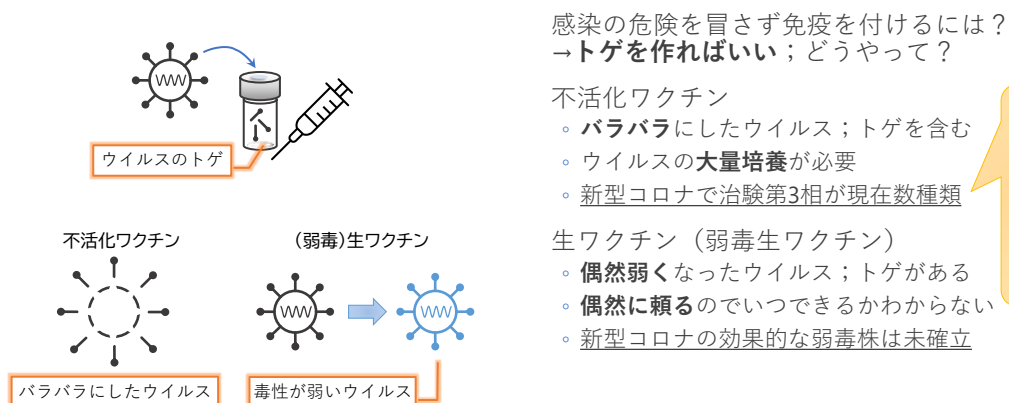 ウイルスのトゲ
不活化ワクチン
(弱毒)生ワクチン
バラバラにしたウイルス
毒性が弱いウイルス
感染の危険を冒さず免疫を付けるには？
→トゲを作ればいい；どうやって？
不活化ワクチン
◦ バラバラにしたウイルス；トゲを含む
◦ ウイルスの大量培養が必要
◦ 新型コロナで治験第3相が現在数種類
生ワクチン（弱毒生ワクチン）
◦ 偶然弱くなったウイルス；トゲがある
◦ 偶然に頼るのでいつできるかわからない
◦ 新型コロナの効果的な弱毒株は未確立